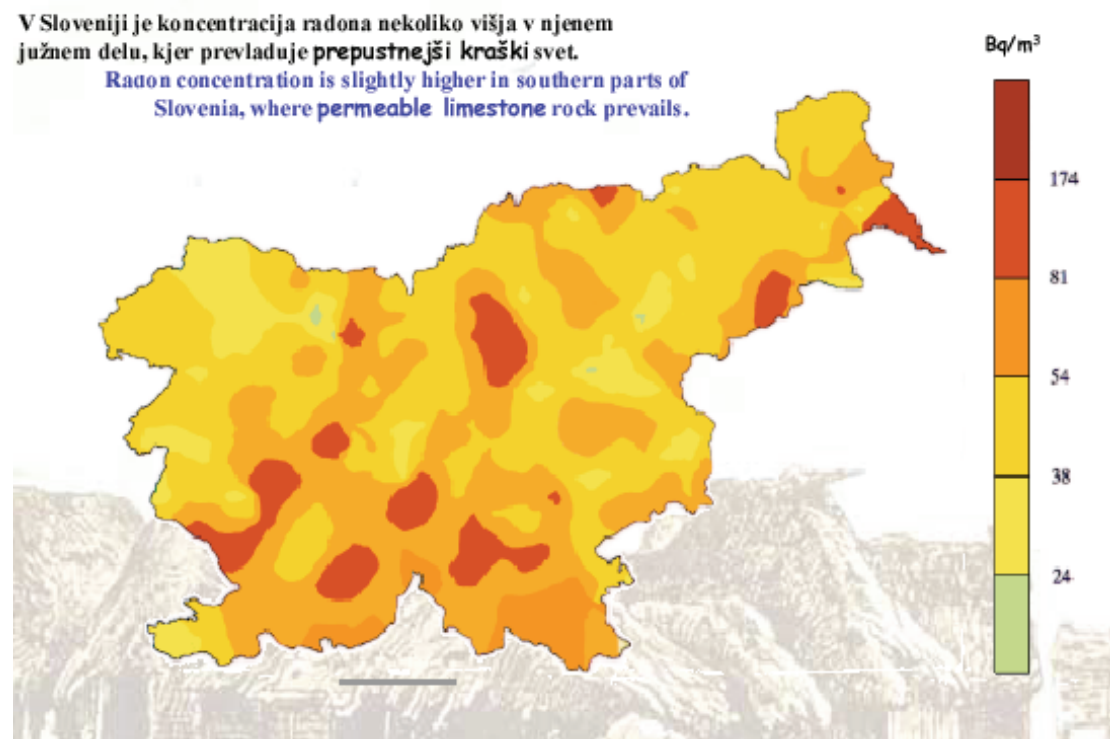 V Sloveniji je koncentracija radona nekoliko višja v njenem
južnem delu, kjer prevladuje prepustnejši kraški svet.
Radon concentration is slightly higher in southern parts of
Slovenia, where permeable limestone rock prevails.
Bq/m³
174
81
54
38
24